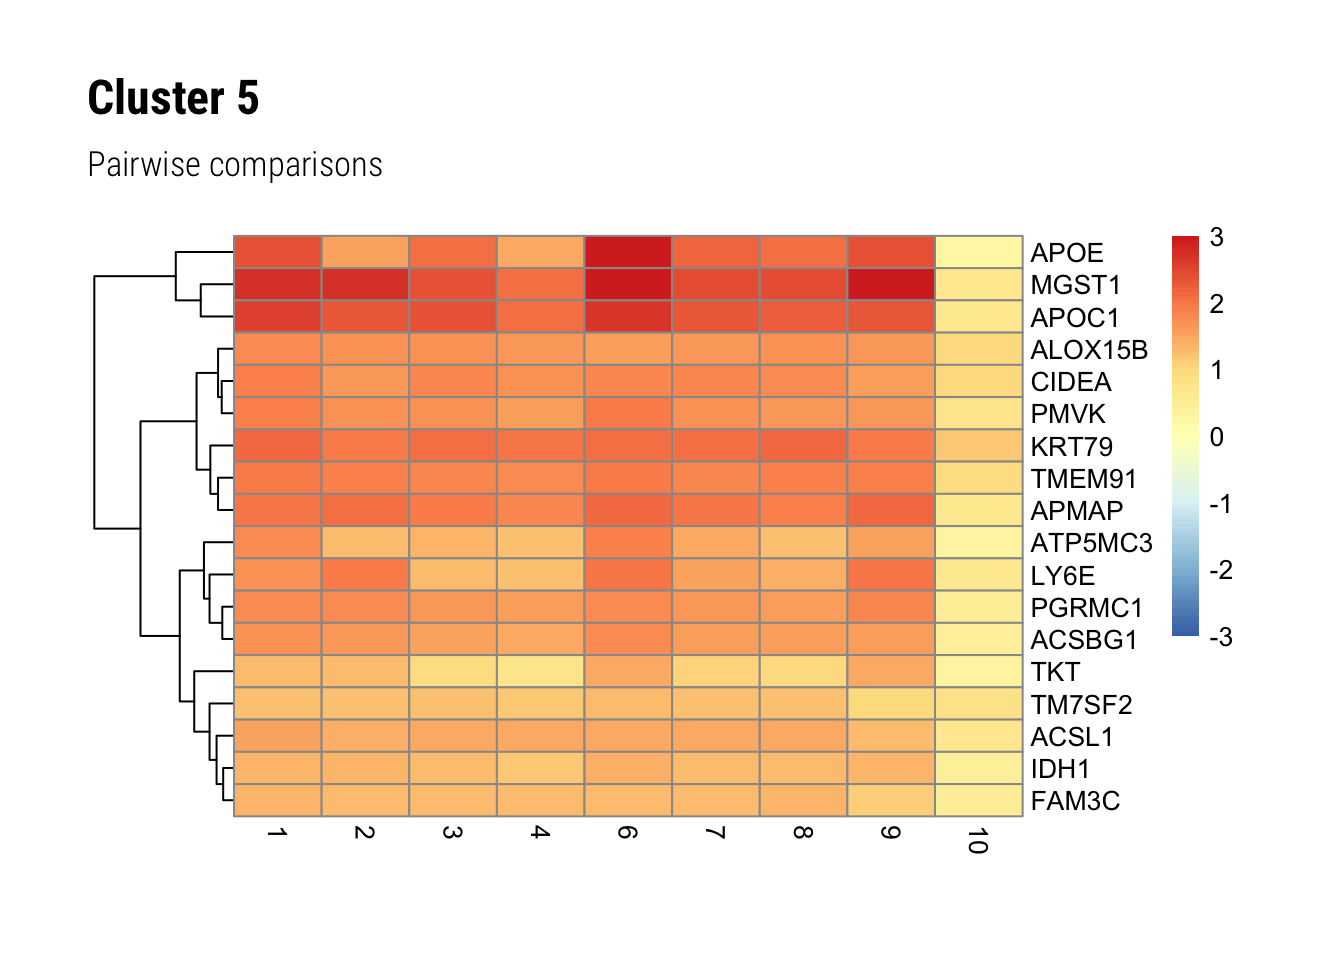 Cluster 5
Pairwise comparisons
APOE
MGST1
APOC1
ALOX15B
CIDEA
PMVK
KRT79
TMEM91
APMAP
ATP5MC3
LY6E
PGRMC1
ACSBG1
TKT
TM7SF2
ACSL1
IDH1
FAM3C
3
2
1
0
-1
-2
-3
1 2 3 4 6 7 8 9 10